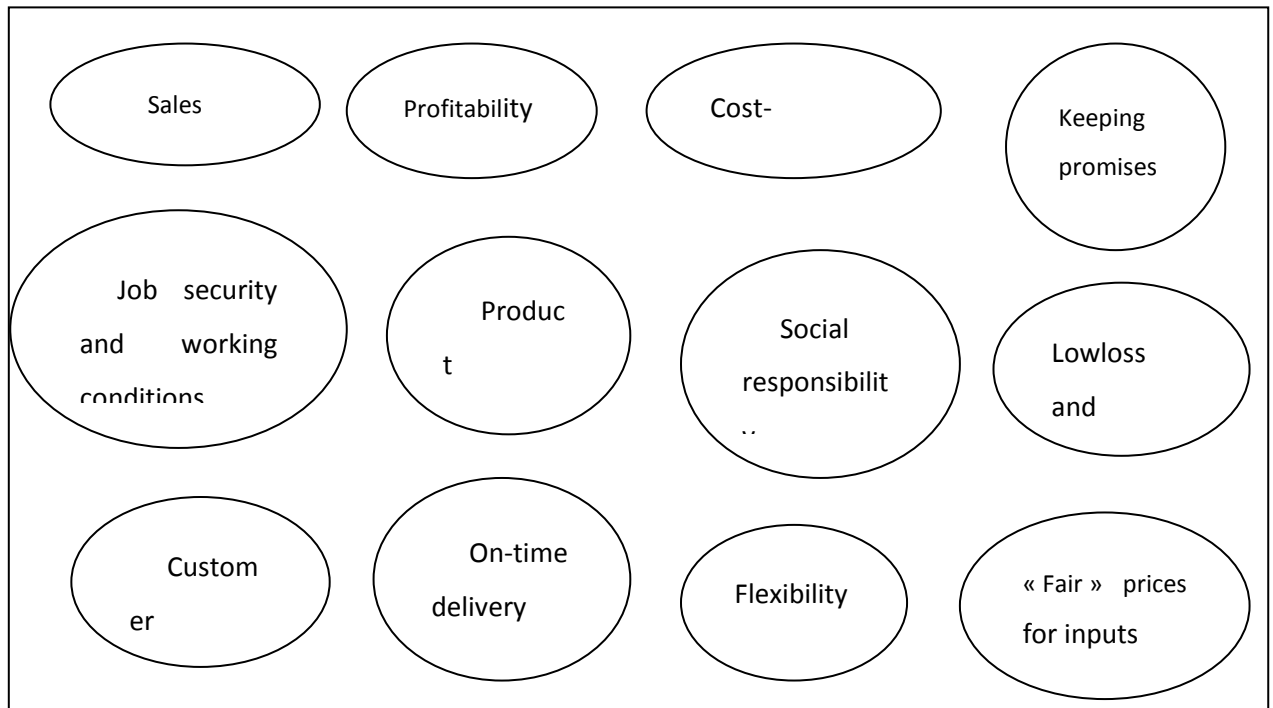 Sales
Profitability
Cost-
Keeping
promises
Job security
and working
conditions
Produc
t
Social
responsibilit
y
Lowloss
and
Custom
er
On-time
delivery
Flexibility
« Fair » prices
for inputs